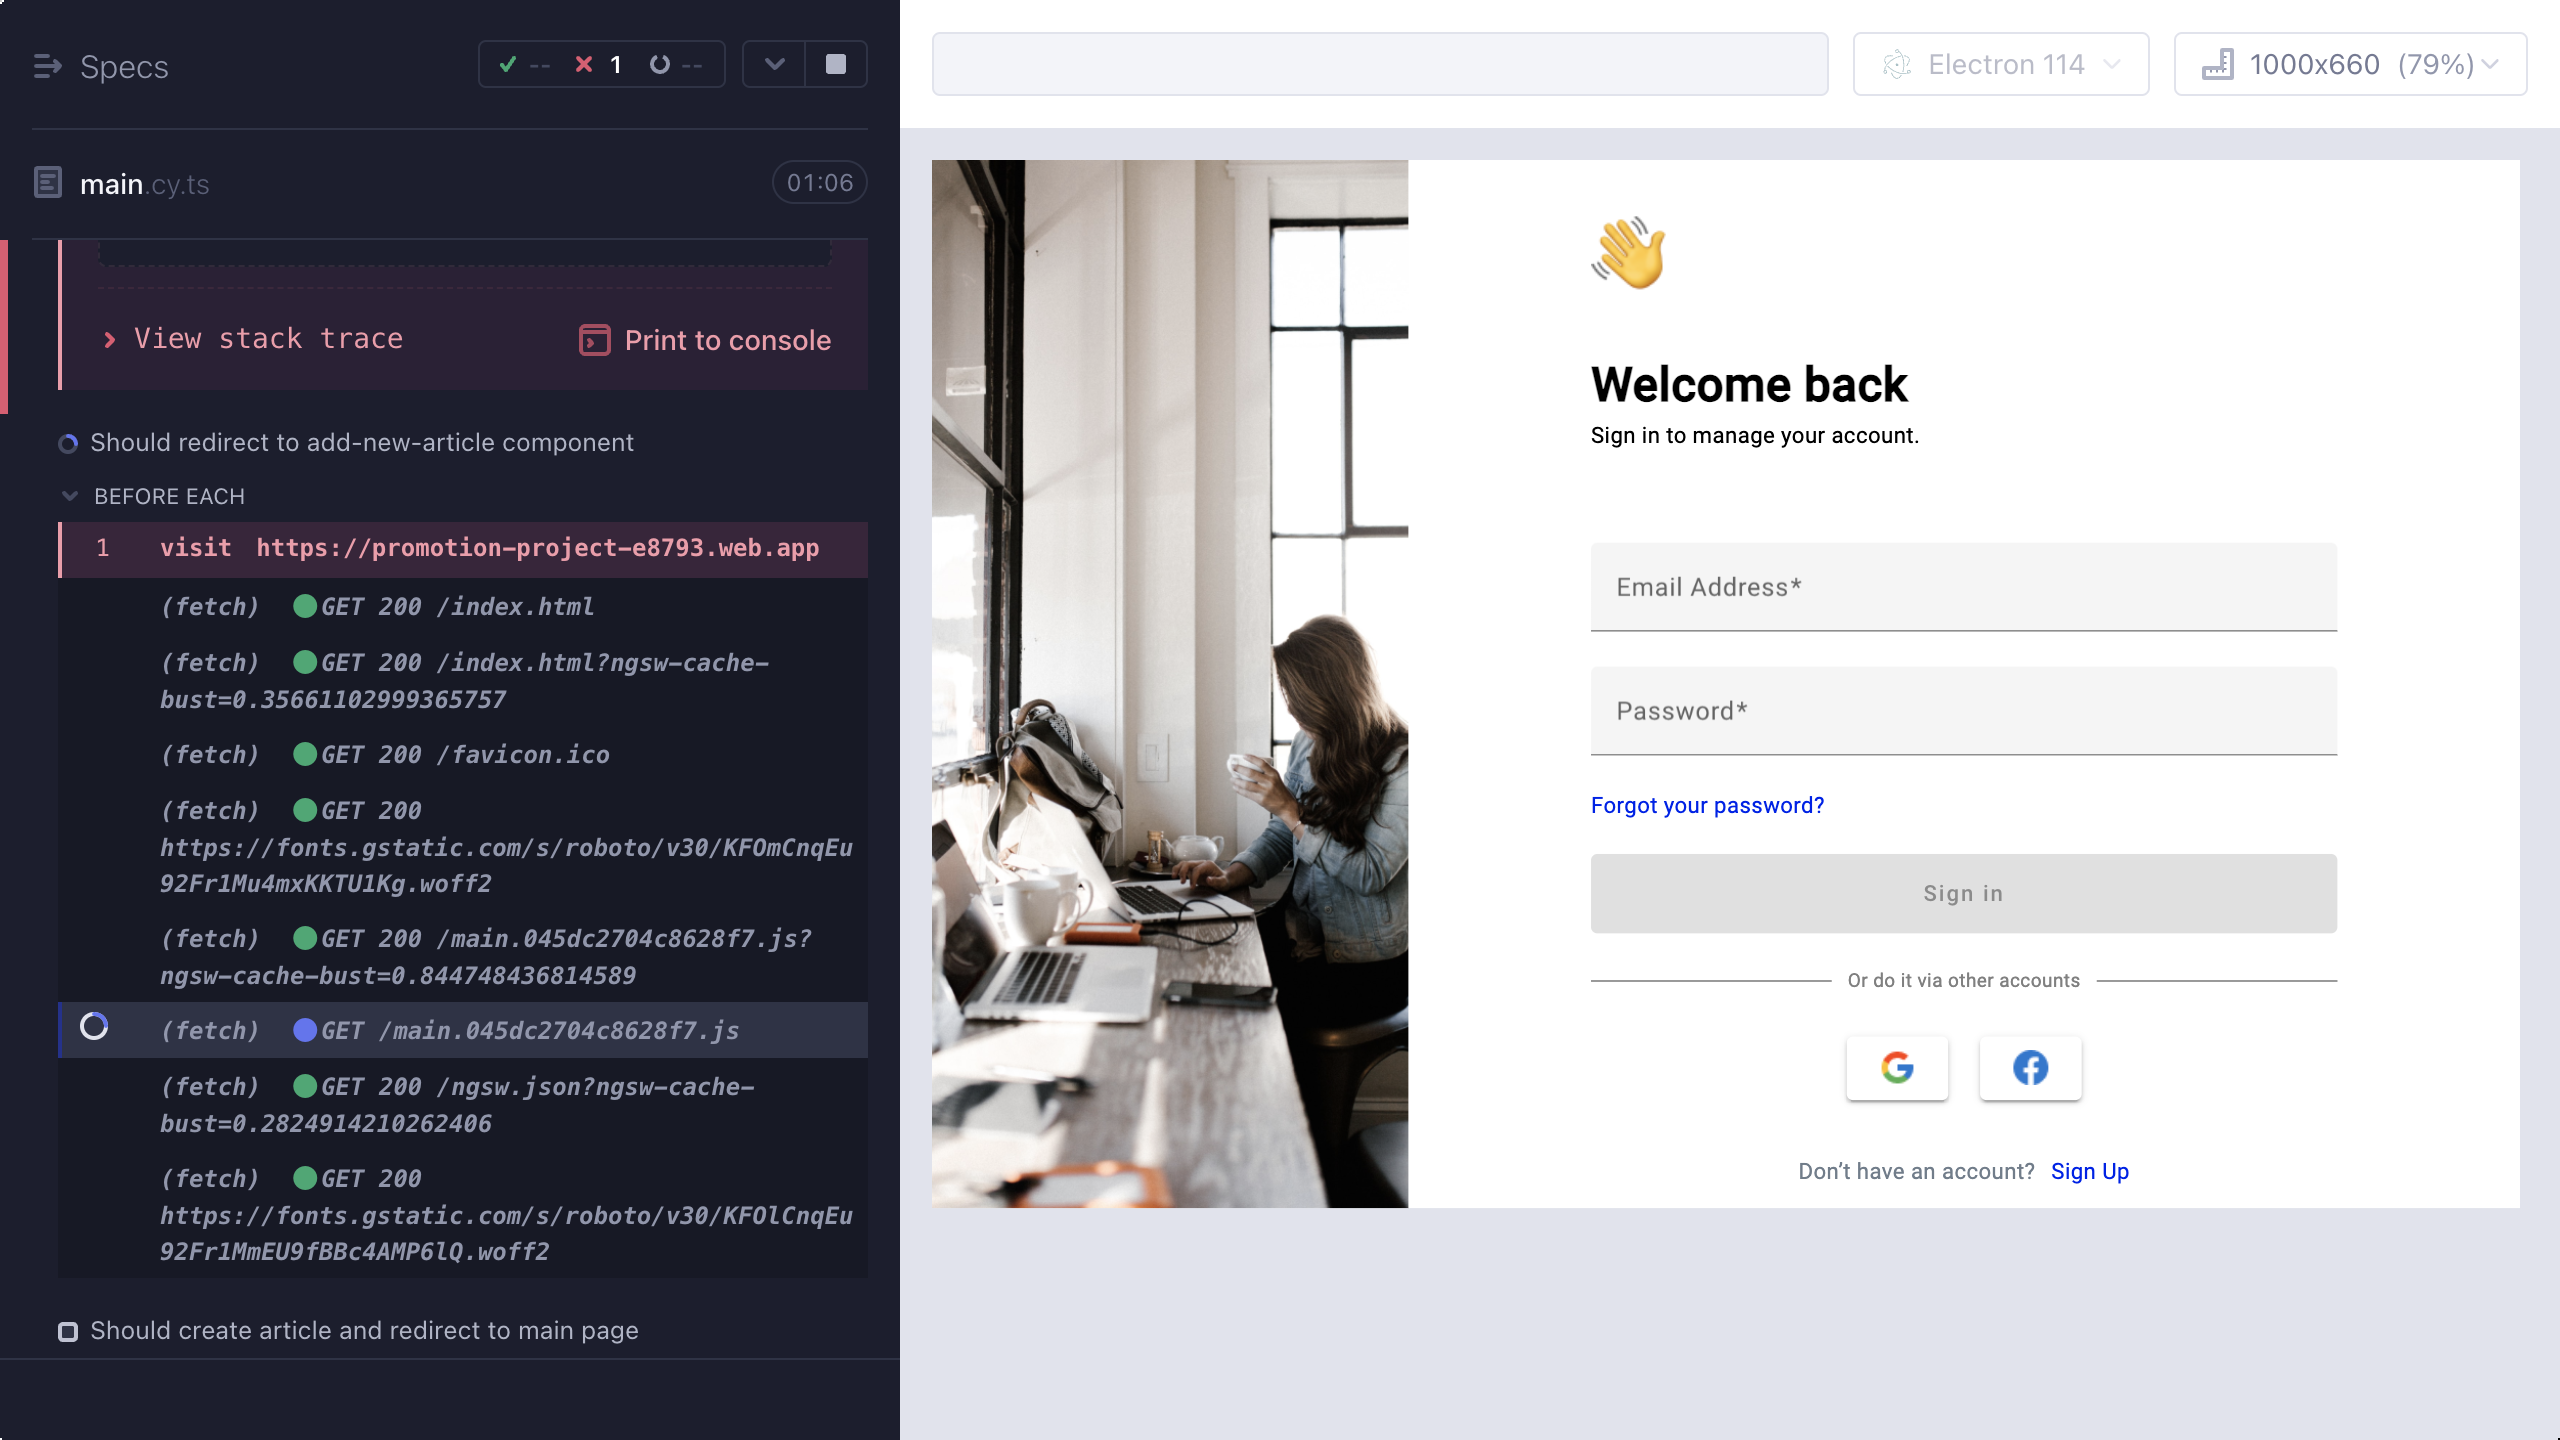 Specs
--
1
--
Electron 114
1000x660 (79%)
main.cy.ts
01:06
View stack trace
Print to console
Should redirect to add-new-article component
BEFORE EACH
1 visit https://promotion-project-e8793.web.app
(fetch) GET 200 /index.html
(fetch) GET 200 /index.html?ngsw-cache-
bust=0.35661102999365757
(fetch) GET 200 /favicon.ico
(fetch) GET 200
https://fonts.gstatic.com/s/roboto/v30/KFOmCnqEu
92Fr1Mu4mxKKTU1Kg.woff2
(fetch) GET 200 /main.045dc2704c8628f7.js?
ngsw-cache-bust=0.844748436814589
(fetch) GET /main.045dc2704c8628f7.js
(fetch) GET 200 /ngsw.json?ngsw-cache-
bust=0.2824914210262406
(fetch) GET 200
https://fonts.gstatic.com/s/roboto/v30/KFOlCnqEu
92Fr1MmEU9fBBc4AMP6lQ.woff2
Should create article and redirect to main page
Welcome back
Sign in to manage your account.
Email Address*
Password*
Forgot your password?
Sign in
Or do it via other accounts
Don’t have an account? Sign Up